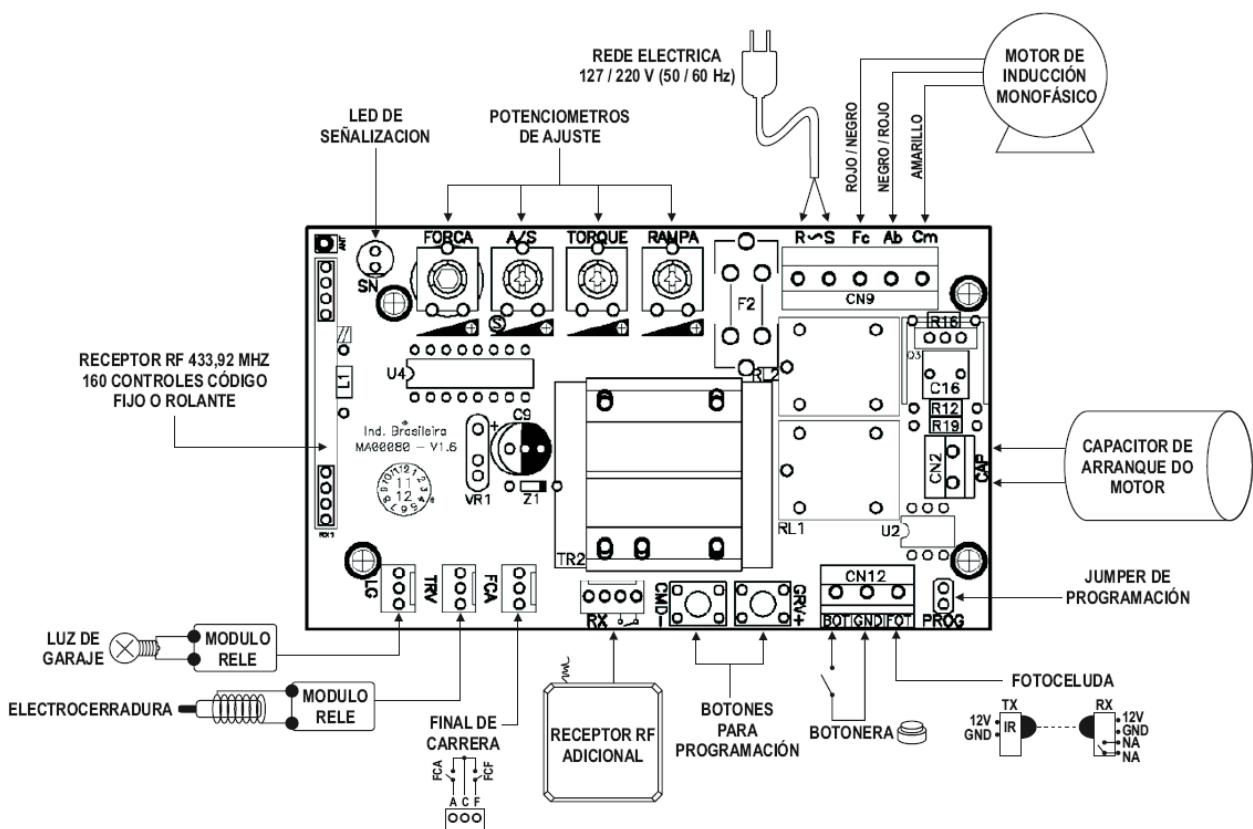 REDE ELECTRICA
127 / 220 V (50 / 60 Hz)
MOTOR DE
INDUCCIÓN
MONOFÁSICO
LED DE
SEÑALIZACION
POTENCIOMETROS
DE AJUSTE
ROJO / NEGRO
NEGRO / ROJO
AMARILLO
ANT
SN
FORCA
A/S
TORQUE
RAMPA
R S Fc Ab Cm
CN9
F2
S
RECEPTOR RF 433,92 MHZ
160 CONTROLES CÓDIGO
FIJO O ROLANTE
L1
U4
RL2
R16
Q3
C16
R12
R19
Ind. Brasileira
MA00080 - V1.6
C9
+
VR1
Z1
11
12
RX1
CN2
CAP
CAPACITOR DE
ARRANQUE DO
MOTOR
RL1
U2
TR2
LLG
TRV
FCA
RX
CMD-
GRV+
CN12
BOT GND FOT
PROG
JUMPER DE
PROGRAMACIÓN
LUZ DE
GARAJE
MODULO
RELE
ELECTROCERRADURA
MODULO
RELE
FINAL DE
CARRERA
FCA
FCF
A C F
RECEPTOR RF
ADICIONAL
BOTONES
PARA
PROGRAMACIÓN
BOTONERA
FOTOCELUDA
TX
12V
GND
IR
RX
12V
GND
NA
NA